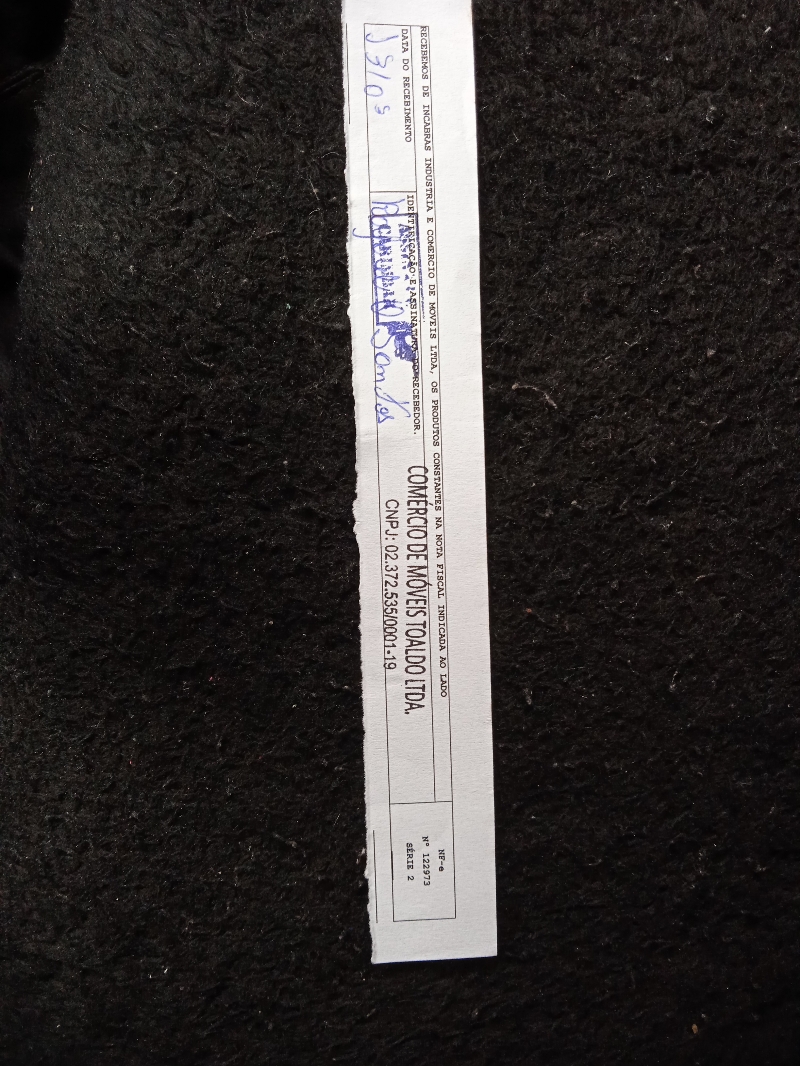 RECEBEMOS DE INCABRAS INDUSTRIA E COMERCIO DE MOVEIS LTDA, OS PRODUTOS CONSTANTES NA NOTA FISCAL INDICADA AO LADO
DATA DO RECEBIMENTO
IDENTIFICAÇÃO E ASSINATURA DO RECEBEDOR.
Santos
COMÉRCIO DE MÓVEIS TOALDO LTDA.
CNPJ: 02.372.535/0001-19
NF-e
N° 122973
SÉRIE 2